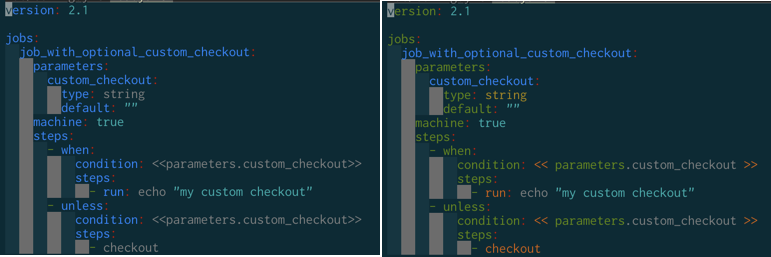 version: 2.1
jobs:
job_with_optional_custom_checkout:
parameters:
custom_checkout:
type: string
default: ""
machine: true
steps:
- when:
condition: <<parameters.custom_checkout>>
steps:
- run: echo "my custom checkout"
- unless:
condition: <<parameters.custom_checkout>>
steps:
- checkout
version: 2.1
jobs:
job_with_optional_custom_checkout:
parameters:
custom_checkout:
type: string
default: ""
machine: true
steps:
- when:
condition: << parameters.custom_checkout >>
steps:
- run: echo "my custom checkout"
- unless:
condition: << parameters.custom_checkout >>
steps:
- checkout